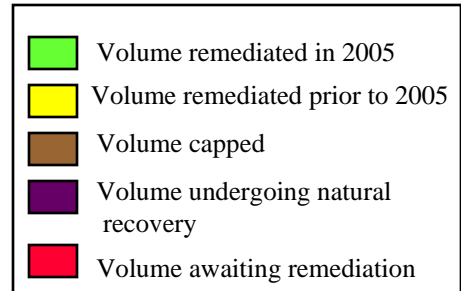 Volume remediated in 2005
Volume remediated prior to 2005
Volume capped
Volume undergoing natural
recovery
Volume awaiting remediation